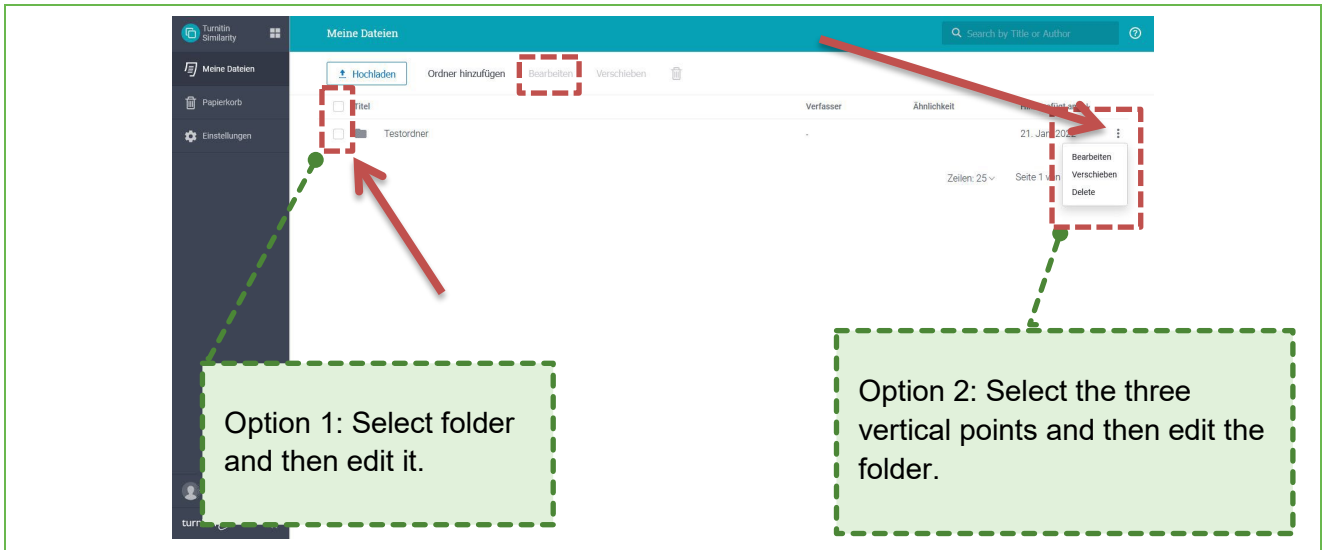 Turnitin
Similarity
Meine Dateien
Search by Title or Author
Meine Dateien
Hochladen
Ordner hinzufügen
Bearbeiten
Verschieben
Papierkorb
Titel
Verfasser
Ähnlichkeit
Einstellungen
Testordner
-
21. Jan 2022
Bearbeiten
Verschieben
Delete
Zeilen: 25
Seite 1 von
Option 1: Select folder
and then edit it.
Option 2: Select the three
vertical points and then edit the
folder.